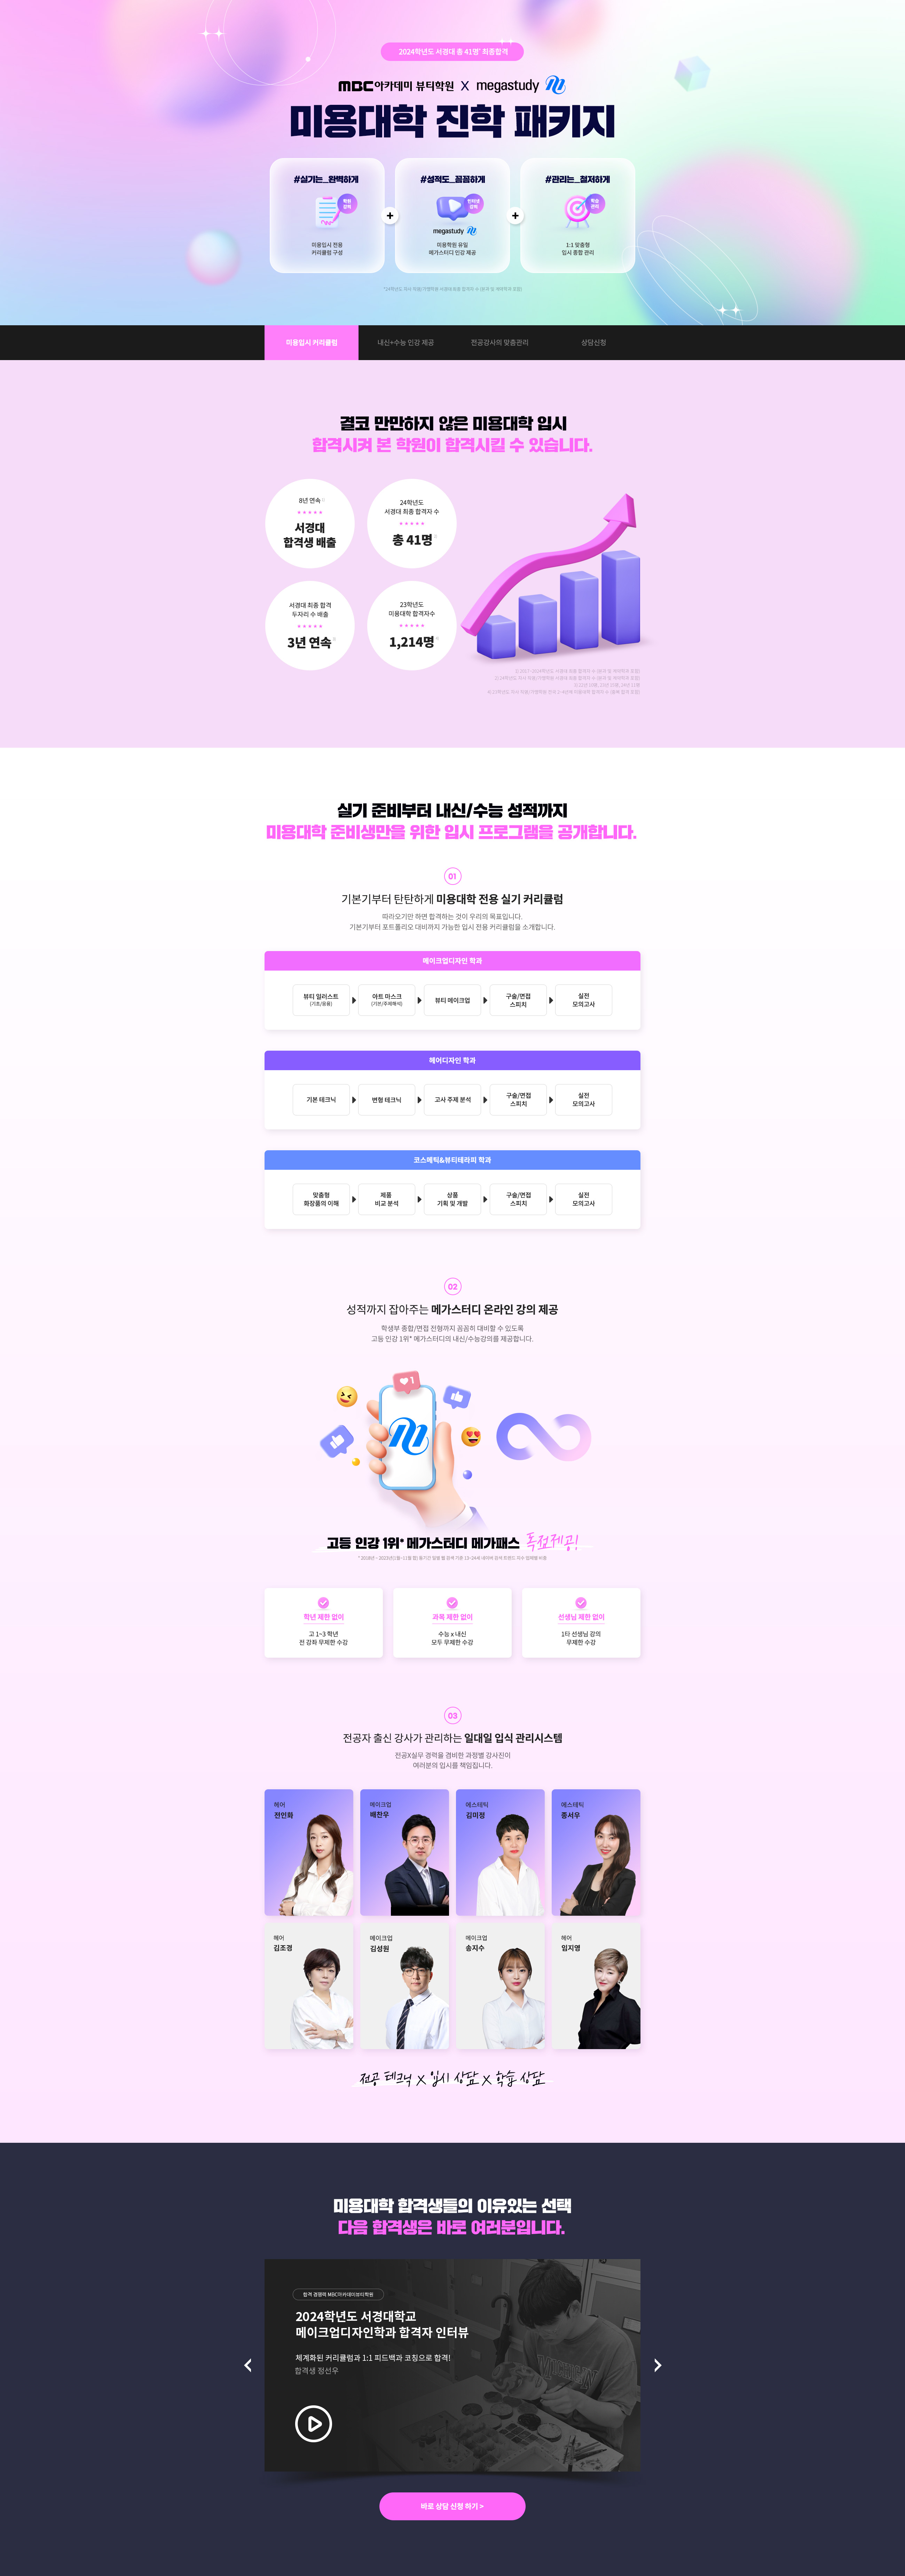 2024학년도 서경대 총 41명* 최종합격
MBC아카데미 뷰티학원 X megastudy
미용대학 진학 패키지
#실기는_완벽하게
학원
강좌
미용입시 전용
커리큘럼 구성
+
#성적도_꼼꼼하게
인터넷
강좌
megastudy
미용학원 유일
메가스터디 인강 제공
+
#관리는_철저하게
학습
관리
1:1 맞춤형
입시 종합 관리
미용입시 커리큘럼
내신+수능 인강 제공
전공강사의 맞춤관리
상담신청
결코 만만하지 않은 미용대학 입시
합격시켜 본 학원이 합격시킬 수 있습니다.
8년 연속
서경대
합격생 배출
24학년도
서경대 최종 합격자 수
총 41명
서경대 최종 합격
두자리 수 배출
3년 연속
23학년도
미용대학 합격자수
1,214명
실기 준비부터 내신/수능 성적까지
미용대학 준비생만을 위한 입시 프로그램을 공개합니다.
01
기본기부터 탄탄하게 미용대학 전용 실기 커리큘럼
따라오기만 하면 합격하는 것이 우리의 목표입니다.
기본기부터 포트폴리오 대비까지 가능한 입시 전용 커리큘럼을 소개합니다.
메이크업디자인 학과
뷰티 일러스트
(기초/응용)
아트 마스크
(기본/주제해석)
뷰티 메이크업
구술/면접
스피치
실전
모의고사
헤어디자인 학과
기본 테크닉
변형 테크닉
고사 주제 분석
구술/면접
스피치
실전
모의고사
코스메틱&뷰티테라피 학과
맞춤형
화장품의 이해
제품
비교 분석
상품
기획 및 개발
구술/면접
스피치
실전
모의고사
02
성적까지 잡아주는 메가스터디 온라인 강의 제공
학생부 종합/면접 전형까지 꼼꼼히 대비할 수 있도록
고등 인강 1위* 메가스터디의 내신/수능강의를 제공합니다.
1
고등 인강 1위* 메가스터디 메가패스 독점제공!
학년 제한 없이
고 1~3 학년
전 강좌 무제한 수강
과목 제한 없이
수능 x 내신
모두 무제한 수강
선생님 제한 없이
1타 선생님 강의
무제한 수강
03
전공자 출신 강사가 관리하는 일대일 입식 관리시스템
전공X실무 경력을 겸비한 과정별 강사진이
여러분의 입시를 책임집니다.
헤어
전인화
메이크업
배찬우
에스테틱
김미정
에스테틱
홍서우
헤어
김조경
메이크업
김성원
메이크업
송지수
헤어
임지영
전공 테크닉 X 입시 상담 X 학습 상담
미용대학 합격생들의 이유있는 선택
다음 합격생은 바로 여러분입니다.
합격 경쟁력 MBC아카데미뷰티학원
2024학년도 서경대학교
메이크업디자인학과 합격자 인터뷰
체계화된 커리큘럼과 1:1 피드백과 코칭으로 합격!
합격생 정선우
바로 상담 신청 하기 >